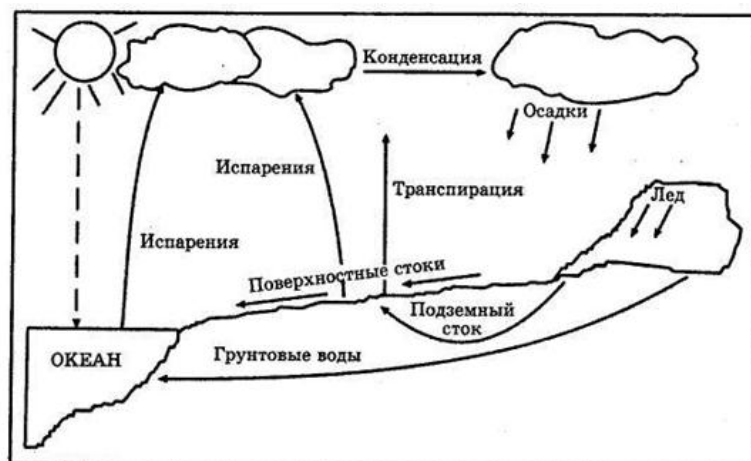 Конденсация
Осадки
Испарения
Транспирация
Лед
Испарения
Поверхностные стоки
Подземный
сток
ОКЕАН
Грунтовые воды